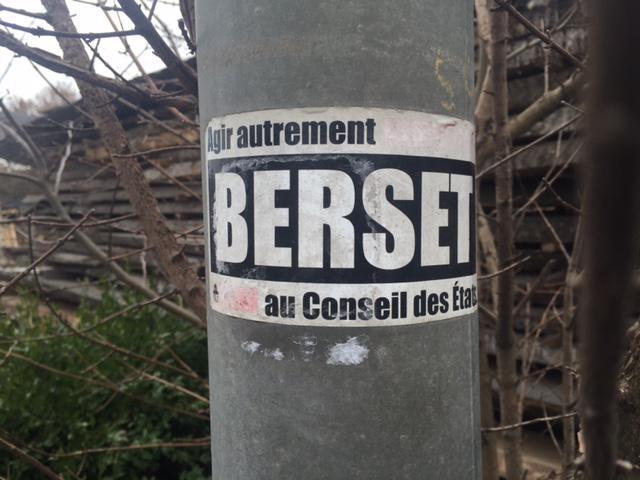 Agir autrement
BERSET
au Conseil des États